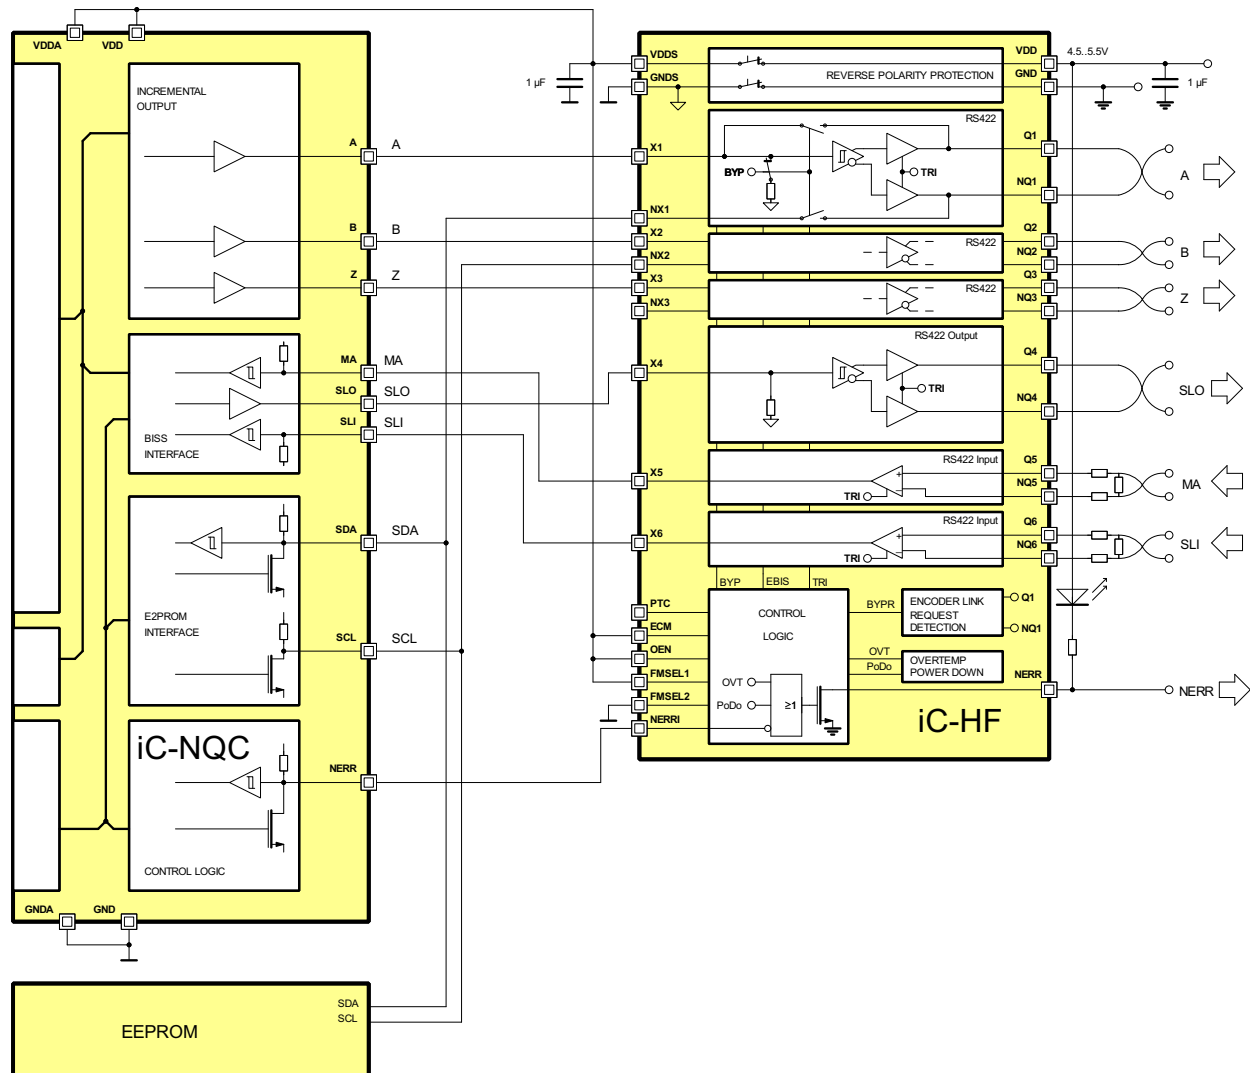 VDDA
VDD
INCREMENTAL
OUTPUT
A
A
B
B
Z
Z
MA
MA
SLO
SLO
SLI
SLI
BISS
INTERFACE
SDA
SDA
E2PROM
INTERFACE
SCL
SCL
iC-NQC
NERR
CONTROL LOGIC
GNDA
GND
EEPROM
SDA
SCL
1 µF
VDDS
GNDS
REVERSE POLARITY PROTECTION
VDD
GND
4.5..5.5V
1 µF
RS422
X1
BYP
TRI
Q1
NQ1
A
NX1
X2
NX2
RS422
Q2
NQ2
B
X3
NX3
RS422
Q3
NQ3
Z
RS422 Output
X4
TRI
Q4
NQ4
SLO
RS422 Input
X5
TRI
Q5
NQ5
MA
RS422 Input
X6
TRI
Q6
NQ6
SLI
BYP
EBIS
TRI
PTC
ECM
OEN
FMSEL1
FMSEL2
NERRI
CONTROL
LOGIC
OVT
PoDo
≥1
BYPR
ENCODER LINK
REQUEST
DETECTION
Q1
NQ1
OVT
PoDo
OVERTEMP
POWER DOWN
NERR
NERR
iC-HF